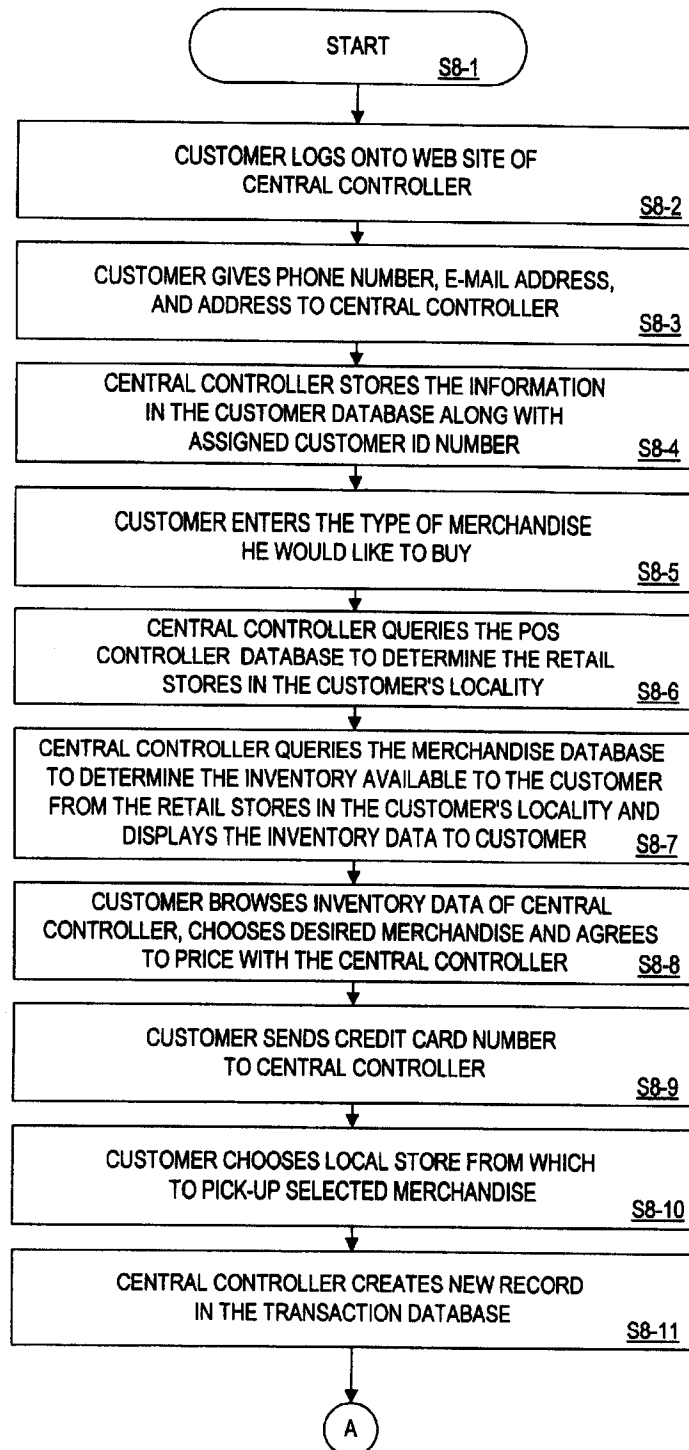 START
S8-1
CUSTOMER LOGS ONTO WEB SITE OF
CENTRAL CONTROLLER
S8-2
CUSTOMER GIVES PHONE NUMBER, E-MAIL ADDRESS,
AND ADDRESS TO CENTRAL CONTROLLER
S8-3
CENTRAL CONTROLLER STORES THE INFORMATION
IN THE CUSTOMER DATABASE ALONG WITH
ASSIGNED CUSTOMER ID NUMBER
S8-4
CUSTOMER ENTERS THE TYPE OF MERCHANDISE
HE WOULD LIKE TO BUY
S8-5
CENTRAL CONTROLLER QUERIES THE POS
CONTROLLER DATABASE TO DETERMINE THE RETAIL
STORES IN THE CUSTOMER'S LOCALITY
S8-6
CENTRAL CONTROLLER QUERIES THE MERCHANDISE DATABASE
TO DETERMINE THE INVENTORY AVAILABLE TO THE CUSTOMER
FROM THE RETAIL STORES IN THE CUSTOMER'S LOCALITY AND
DISPLAYS THE INVENTORY DATA TO CUSTOMER
S8-7
CUSTOMER BROWSES INVENTORY DATA OF CENTRAL
CONTROLLER, CHOOSES DESIRED MERCHANDISE AND AGREES
TO PRICE WITH THE CENTRAL CONTROLLER
S8-8
CUSTOMER SENDS CREDIT CARD NUMBER
TO CENTRAL CONTROLLER
S8-9
CUSTOMER CHOOSES LOCAL STORE FROM WHICH
TO PICK-UP SELECTED MERCHANDISE
S8-10
CENTRAL CONTROLLER CREATES NEW RECORD
IN THE TRANSACTION DATABASE
S8-11
A